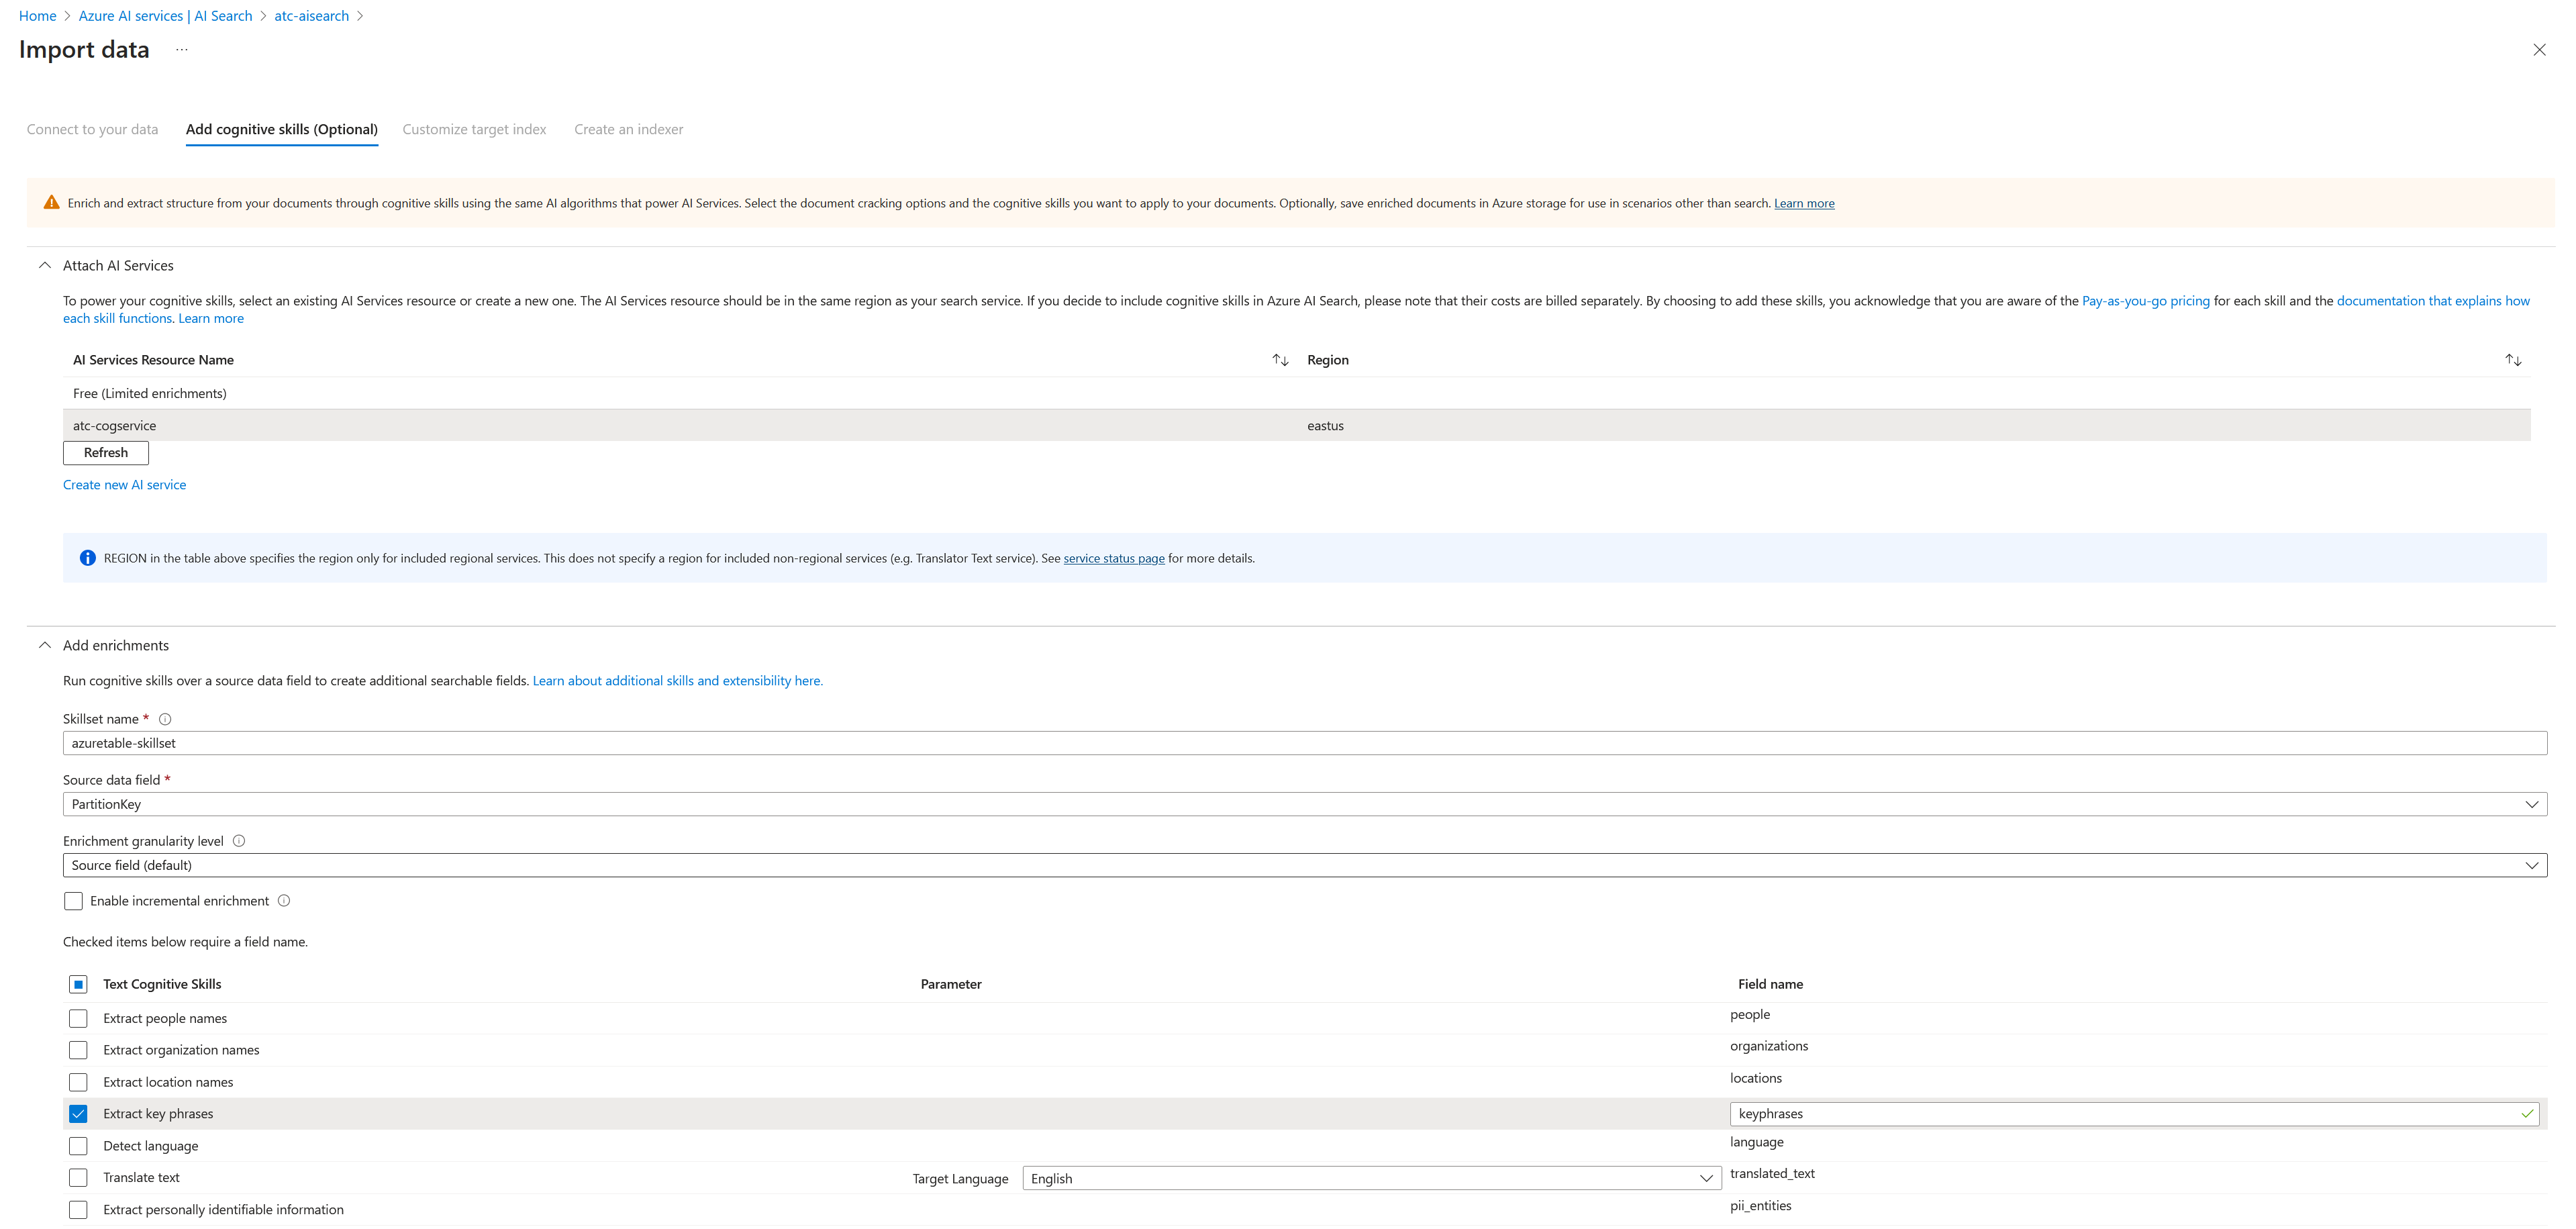 Home > Azure AI services | AI Search > atc-aisearch >
Import data ...
Connect to your data Add cognitive skills (Optional) Customize target index Create an indexer
Enrich and extract structure from your documents through cognitive skills using the same AI algorithms that power AI Services. Select the document cracking options and the cognitive skills you want to apply to your documents. Optionally, save enriched documents in Azure storage for use in scenarios other than search. Learn more
Attach AI Services
To power your cognitive skills, select an existing AI Services resource or create a new one. The AI Services resource should be in the same region as your search service. If you decide to include cognitive skills in Azure AI Search, please note that their costs are billed separately. By choosing to add these skills, you acknowledge that you are aware of the Pay-as-you-go pricing for each skill and the documentation that explains how
each skill functions. Learn more
AI Services Resource Name Region
Free (Limited enrichments)
atc-cogservice eastus
Refresh
Create new AI service
REGION in the table above specifies the region only for included regional services. This does not specify a region for included non-regional services (e.g. Translator Text service). See service status page for more details.
Add enrichments
Run cognitive skills over a source data field to create additional searchable fields. Learn about additional skills and extensibility here.
Skillset name *
azuretable-skillset
Source data field *
PartitionKey
Enrichment granularity level
Source field (default)
Enable incremental enrichment
Checked items below require a field name.
Text Cognitive Skills Parameter Field name
Extract people names people
Extract organization names organizations
Extract location names locations
Extract key phrases keyphrases
Detect language language
Translate text Target Language English translated_text
Extract personally identifiable information pii_entities